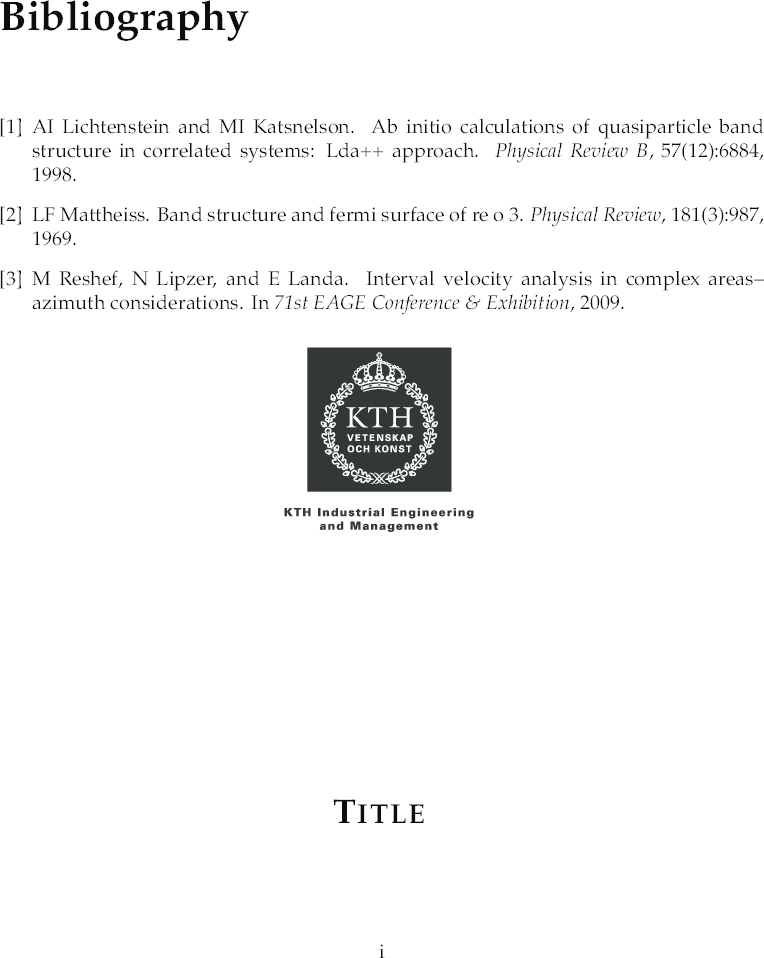 Bibliography
[1] AI Lichtenstein and MI Katsnelson. Ab initio calculations of quasiparticle band
structure in correlated systems: Lda++ approach. Physical Review B, 57(12):6884,
1998.
[2] LF Mattheiss. Band structure and fermi surface of re o 3. Physical Review, 181(3):987,
1969.
[3] M Reshef, N Lipzer, and E Landa. Interval velocity analysis in complex areas–
azimuth considerations. In 71st EAGE Conference & Exhibition, 2009.
KTH
VETENSKAP
OCH KONST
KTH Industrial Engineering
and Management
TITLE
i